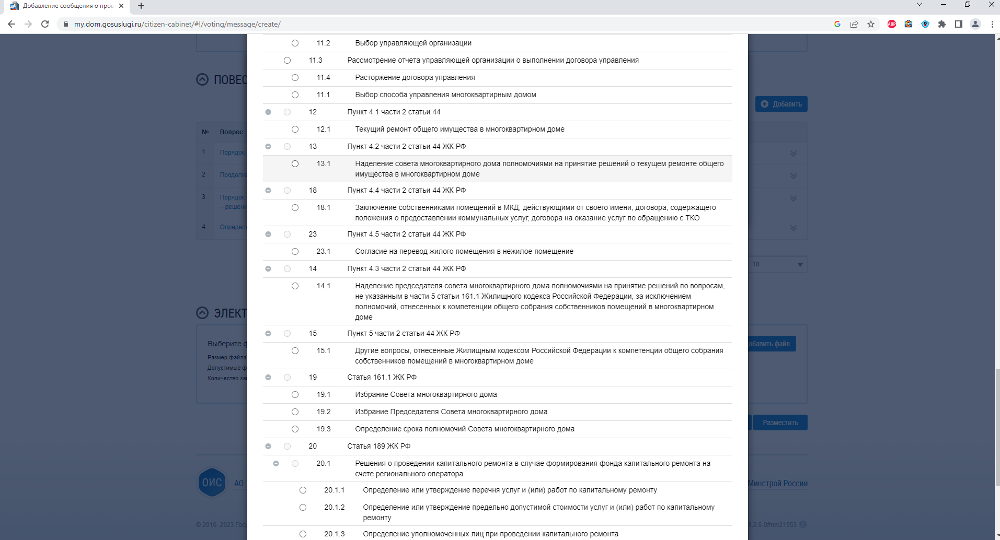 Добавление сообщения о пров
my.dom.gosuslugi.ru/citizen-cabinet/#!/voting/message/create/
11.2 Выбор управляющей организации
11.3 Рассмотрение отчета управляющей организации о выполнении договора управления
11.4 Расторжение договора управления
11.1 Выбор способа управления многоквартирным домом
12 Пункт 4.1 части 2 статьи 44
12.1 Текущий ремонт общего имущества в многоквартирном доме
13 Пункт 4.2 части 2 статьи 44 ЖК РФ
13.1 Наделение совета многоквартирного дома полномочиями на принятие решений о текущем ремонте общего
имущества в многоквартирном доме
18 Пункт 4.4 части 2 статьи 44 ЖК РФ
18.1 Заключение собственниками помещений в МКД, действующими от своего имени, договора, содержащего
положения о предоставлении коммунальных услуг, договора на оказание услуг по обращению с ТКО
23 Пункт 4.5 части 2 статьи 44 ЖК РФ
23.1 Согласие на перевод жилого помещения в нежилое помещение
14 Пункт 4.3 части 2 статьи 44 ЖК РФ
14.1 Наделение председателя совета многоквартирного дома полномочиями на принятие решений по вопросам,
не указанным в части 5 статьи 161.1 Жилищного кодекса Российской Федерации, за исключением
полномочий, отнесенных к компетенции общего собрания собственников помещений в многоквартирном
доме
15 Пункт 5 части 2 статьи 44 ЖК РФ
15.1 Другие вопросы, отнесенные Жилищным кодексом Российской Федерации к компетенции общего собрания
собственников помещений в многоквартирном доме
19 Статья 161.1 ЖК РФ
19.1 Избрание Совета многоквартирного дома
19.2 Избрание Председателя Совета многоквартирного дома
19.3 Определение срока полномочий Совета многоквартирного дома
20 Статья 189 ЖК РФ
20.1 Решения о проведении капитального ремонта в случае формирования фонда капитального ремонта на
счете регионального оператора
20.1.1 Определение или утверждение перечня услуг и (или) работ по капитальному ремонту
20.1.2 Определение или утверждение предельно допустимой стоимости услуг и (или) работ по капитальному
ремонту
20.1.3 Определение уполномоченных лиц при проведении капитального ремонта
ПОВЕС
Добавить
№ Вопрос
1 Порядок
2 Продолж
3 Порядок
– решени
4 Определе
10
ЭЛЕКТ
Выберите ф
Размер файла
Допустимые ф
Количество за
обавить файл
Разместить
ОИС
АО "
Минстрой России
© 2016–2023 Госу
3.2.6.0#rev21553
ABP